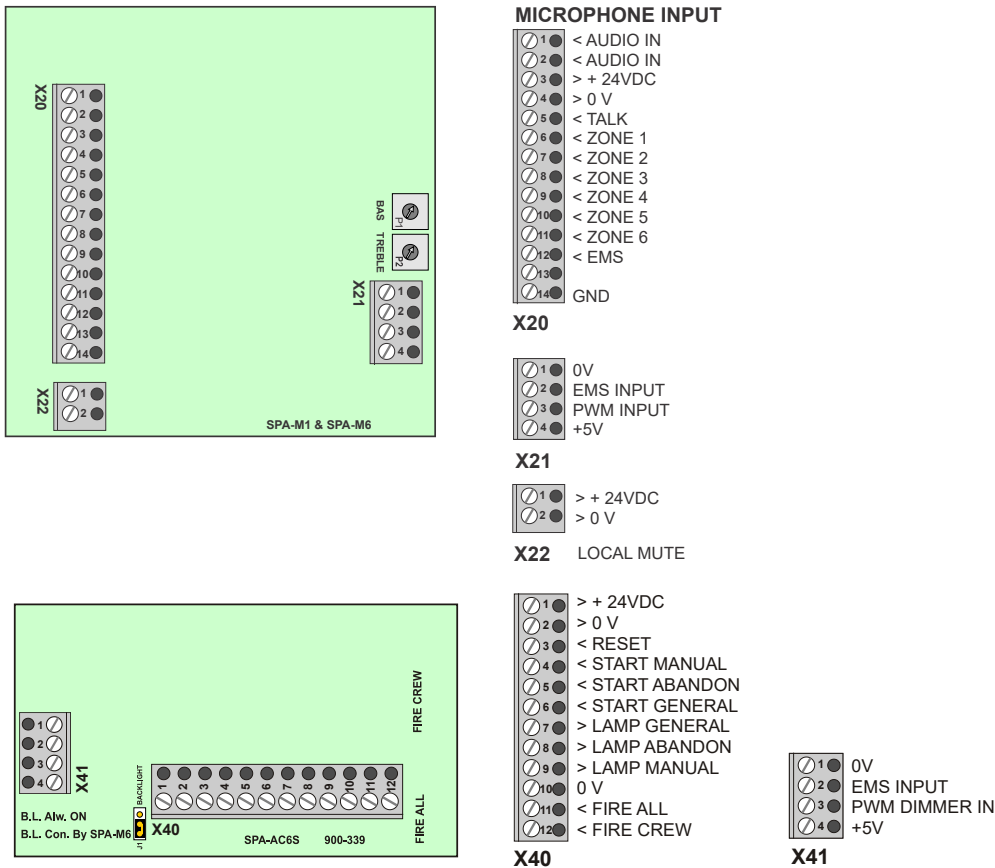 X20
1
2
3
4
5
6
7
8
9
10
11
12
13
14
BAS
P1
TREBLE
P2
X21
1
2
3
4
X22
1
2
SPA-M1 & SPA-M6
MICROPHONE INPUT
1 < AUDIO IN
2 < AUDIO IN
3 > + 24VDC
4 > 0 V
5 < TALK
6 < ZONE 1
7 < ZONE 2
8 < ZONE 3
9 < ZONE 4
10 < ZONE 5
11 < ZONE 6
12 < EMS
13
14 GND
X20
1 0V
2 EMS INPUT
3 PWM INPUT
4 +5V
X21
1 > + 24VDC
2 > 0 V
X22 LOCAL MUTE
FIRE CREW
1
2
3
4
X41
BACKLIGHT
1 2 3 4 5 6 7 8 9 10 11 12
B.L. Alw. ON
B.L. Con. By SPA-M6
J1
X40
SPA-AC6S 900-339
FIRE ALL
1 > + 24VDC
2 > 0 V
3 < RESET
4 < START MANUAL
5 < START ABANDON
6 < START GENERAL
7 > LAMP GENERAL
8 > LAMP ABANDON
9 > LAMP MANUAL
10 0 V
11 < FIRE ALL
12 < FIRE CREW
X40
1 0V
2 EMS INPUT
3 PWM DIMMER IN
4 +5V
X41